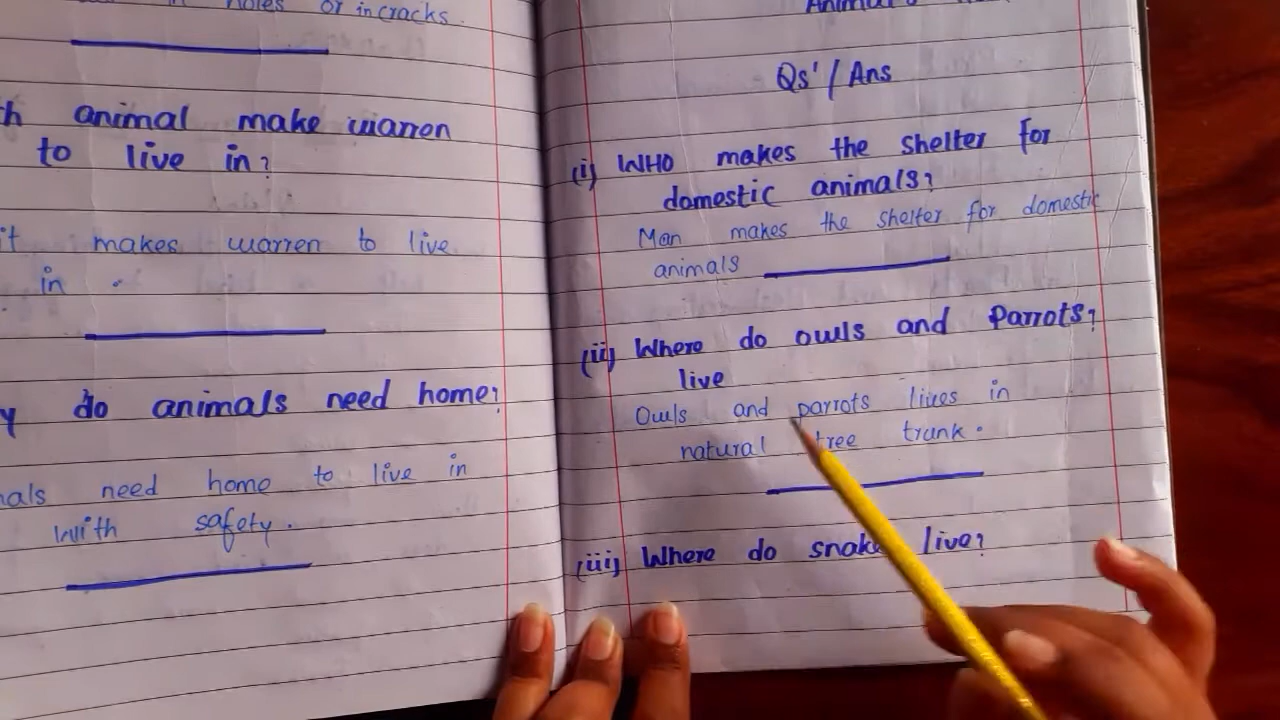 holes or in cracks.
animal make warren
to live in?
makes warren to live
in .
do animals need home?
need home to live in
with safety.
Qs'/Ans
(i) WHO makes the shelter for
domestic animals?
Man makes the shelter for domestic
animals
(ii) Where do owls and Parrots?
live
Owls and parrots lives in
natural tree trunk.
(iii) Where do snake live?